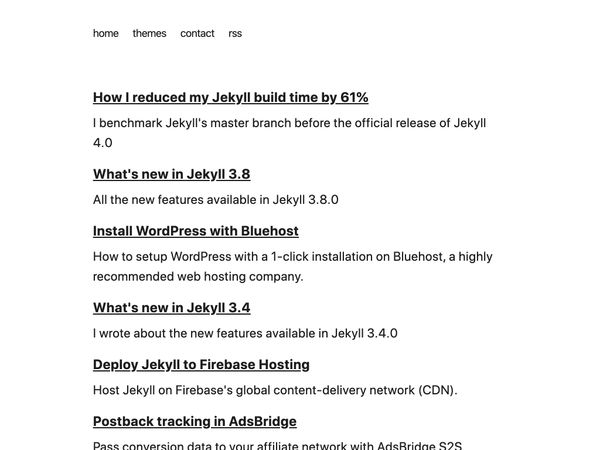 home themes contact rss
How I reduced my Jekyll build time by 61%
I benchmark Jekyll's master branch before the official release of Jekyll
4.0
What's new in Jekyll 3.8
All the new features available in Jekyll 3.8.0
Install WordPress with Bluehost
How to setup WordPress with a 1-click installation on Bluehost, a highly
recommended web hosting company.
What's new in Jekyll 3.4
I wrote about the new features available in Jekyll 3.4.0
Deploy Jekyll to Firebase Hosting
Host Jekyll on Firebase's global content-delivery network (CDN).
Postback tracking in AdsBridge
Pass conversion data to your affiliate network with AdsBridge S2S